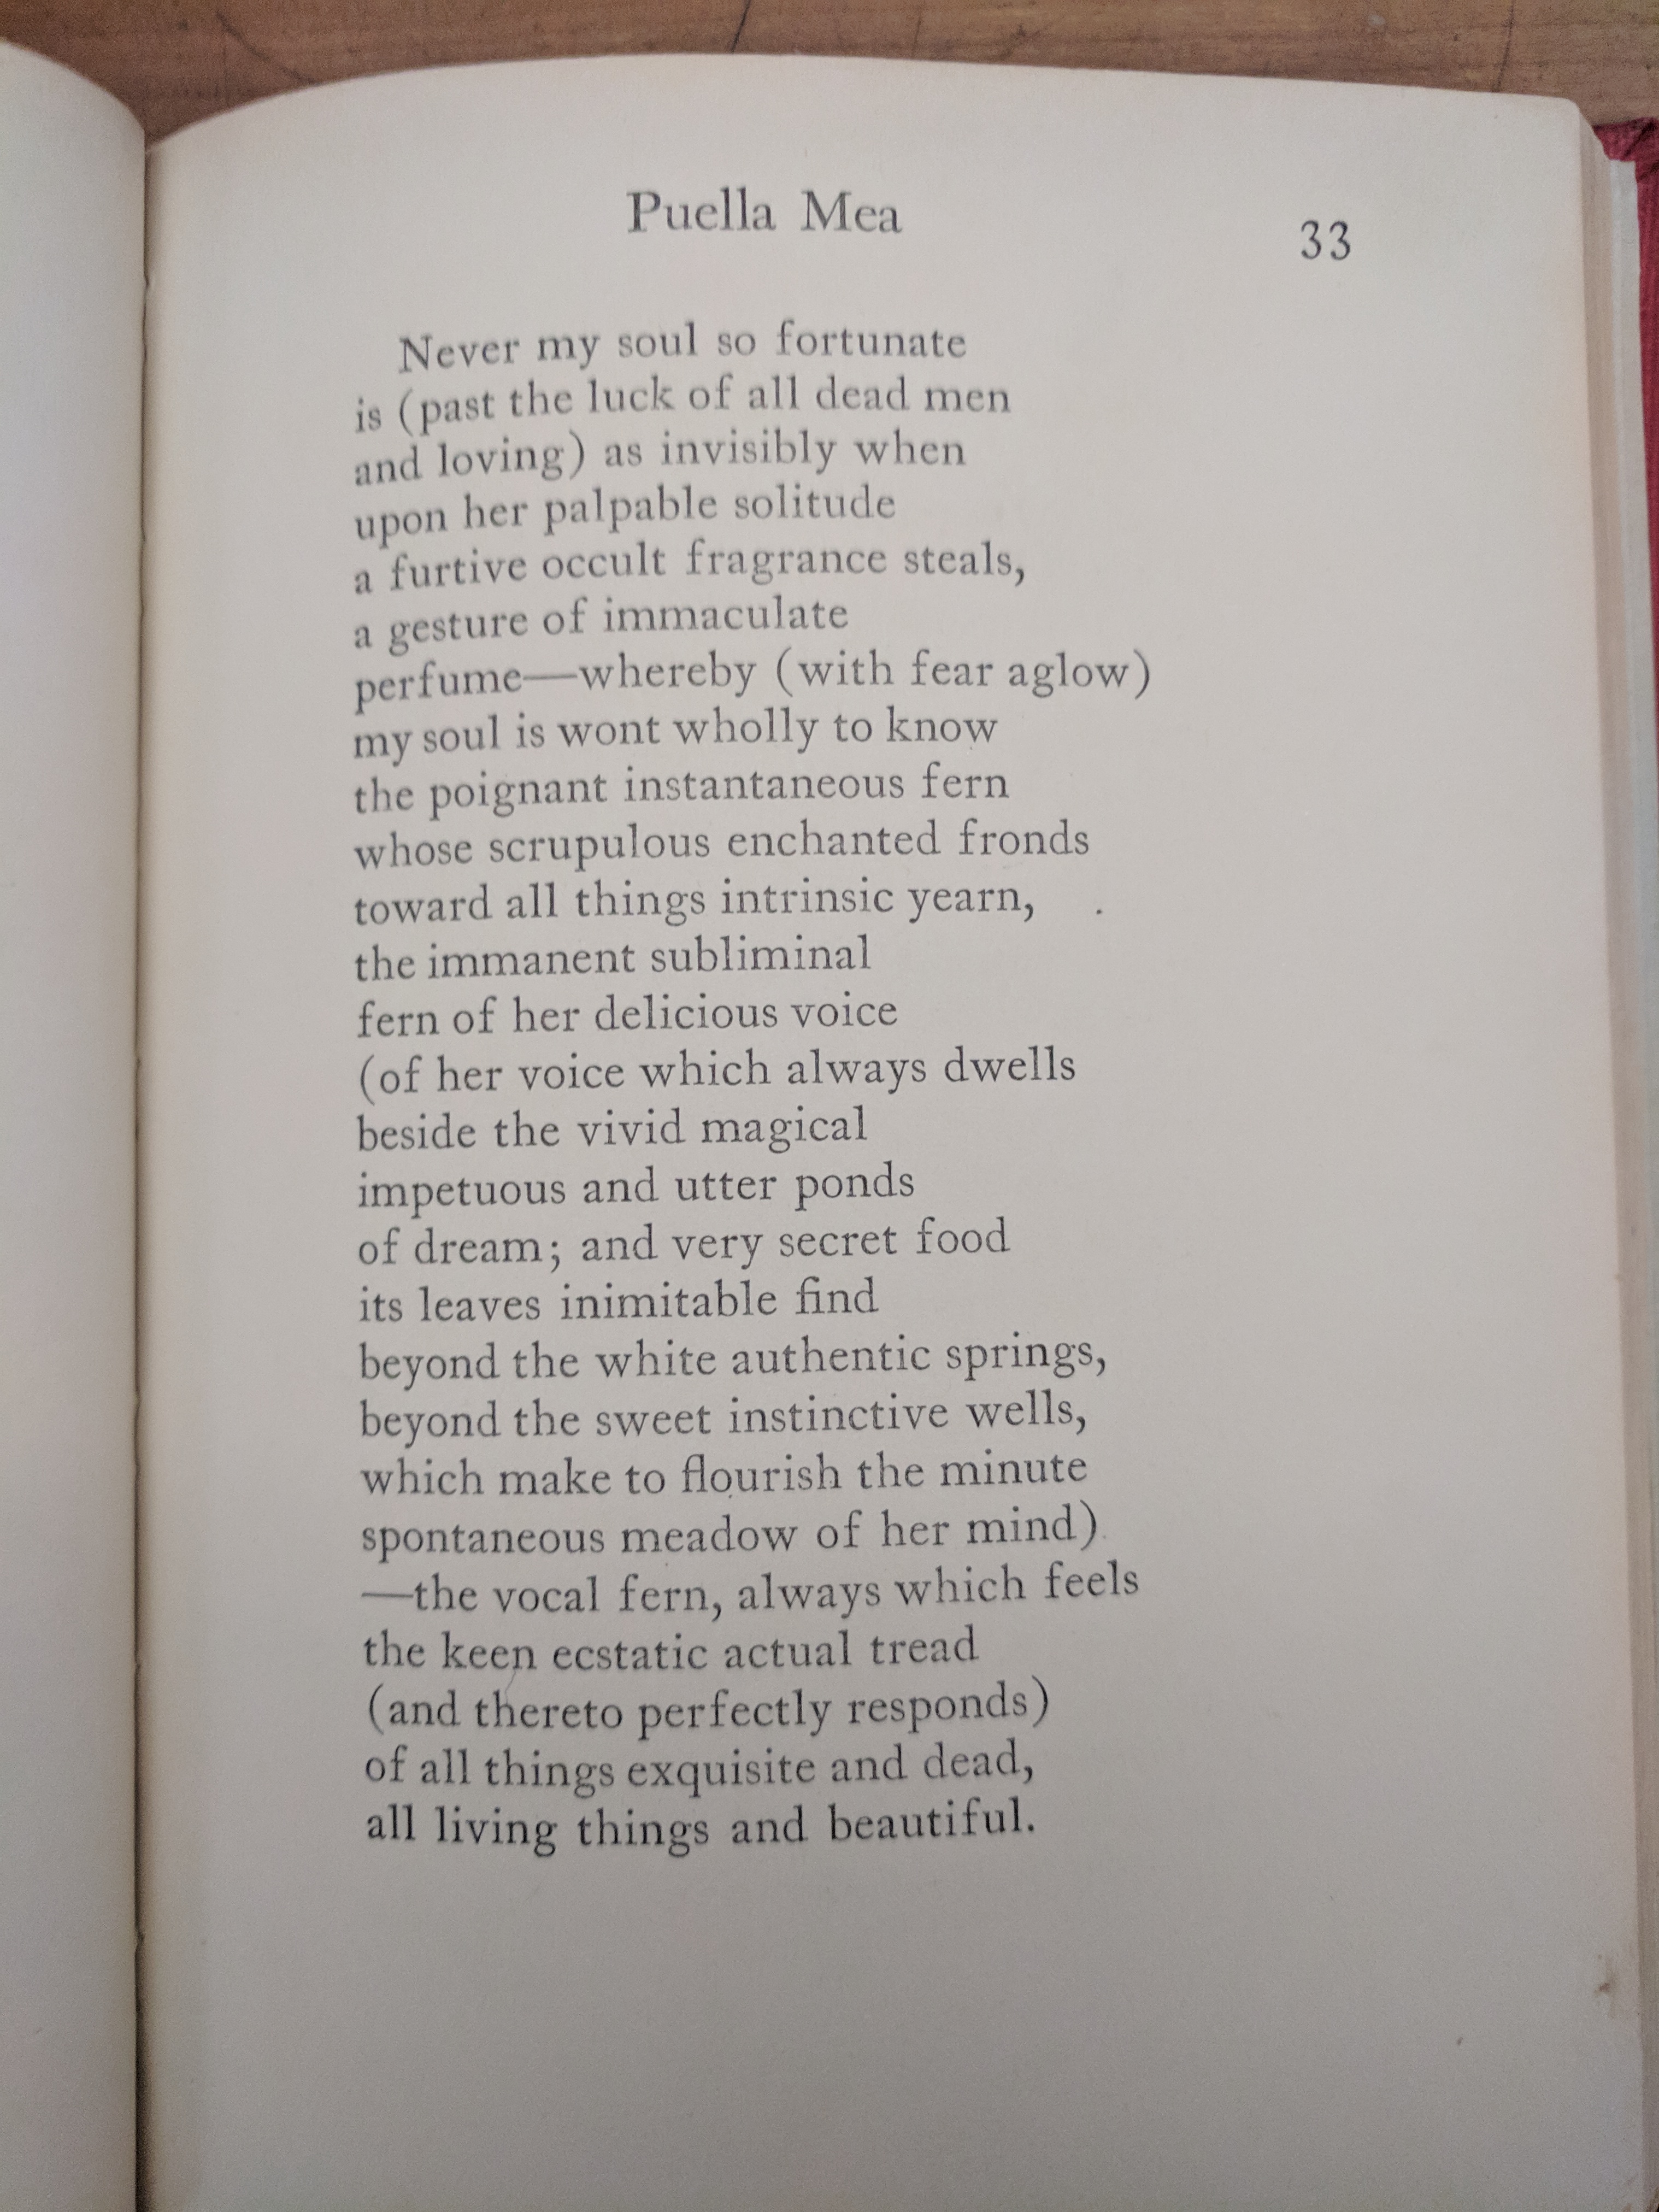 Puella Mea
33
Never my soul so fortunate
is (past the luck of all dead men
and loving) as invisibly when
upon her palpable solitude
a furtive occult fragrance steals,
a gesture of immaculate
perfume—whereby (with fear aglow)
my soul is wont wholly to know
the poignant instantaneous fern
whose scrupulous enchanted fronds
toward all things intrinsic yearn,
the immanent subliminal
fern of her delicious voice
(of her voice which always dwells
beside the vivid magical
impetuous and utter ponds
of dream; and very secret food
its leaves inimitable find
beyond the white authentic springs,
beyond the sweet instinctive wells,
which make to flourish the minute
spontaneous meadow of her mind)
—the vocal fern, always which feels
the keen ecstatic actual tread
(and thereto perfectly responds)
of all things exquisite and dead,
all living things and beautiful.